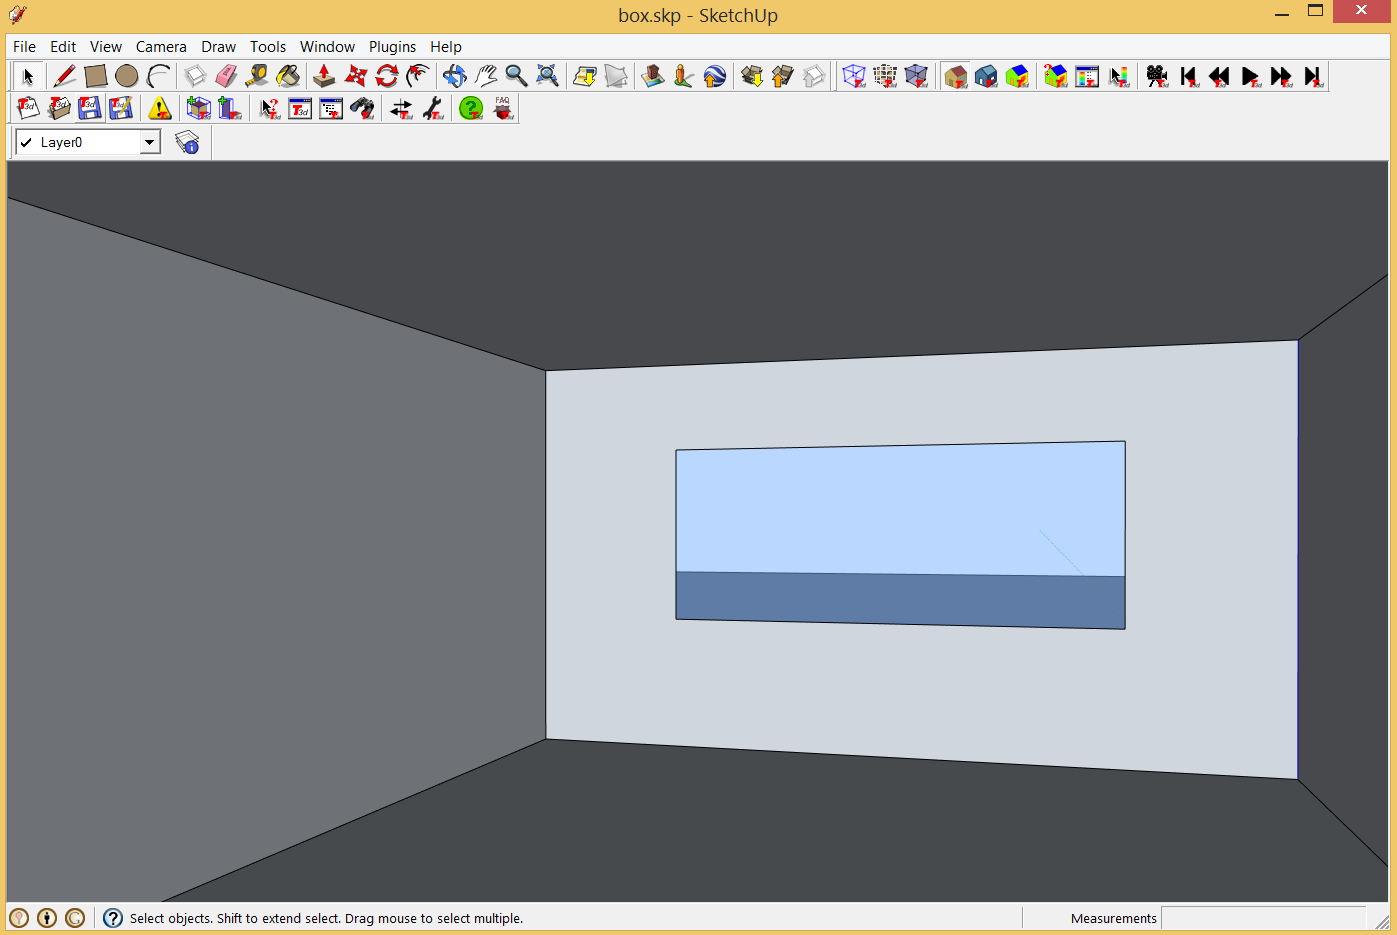 box.skp - SketchUp
File Edit View Camera Draw Tools Window Plugins Help
FAQ
Layer0
Select objects. Shift to extend select. Drag mouse to select multiple.
Measurements